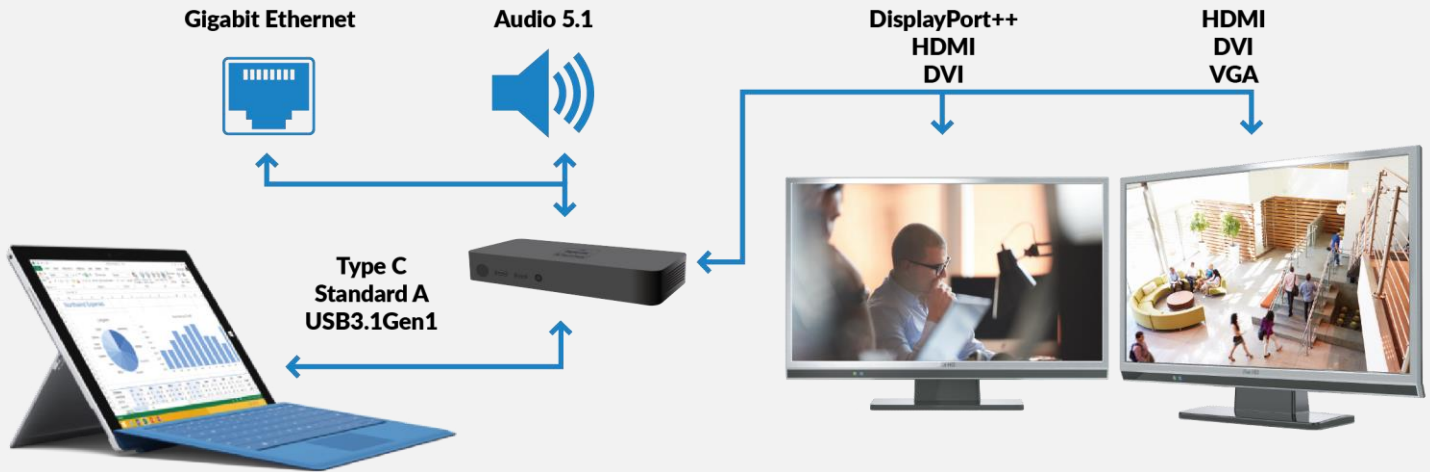 Gigabit Ethernet
Audio 5.1
DisplayPort++
HDMI
DVI
HDMI
DVI
VGA
Type C
Standard A
USB3.1Gen1